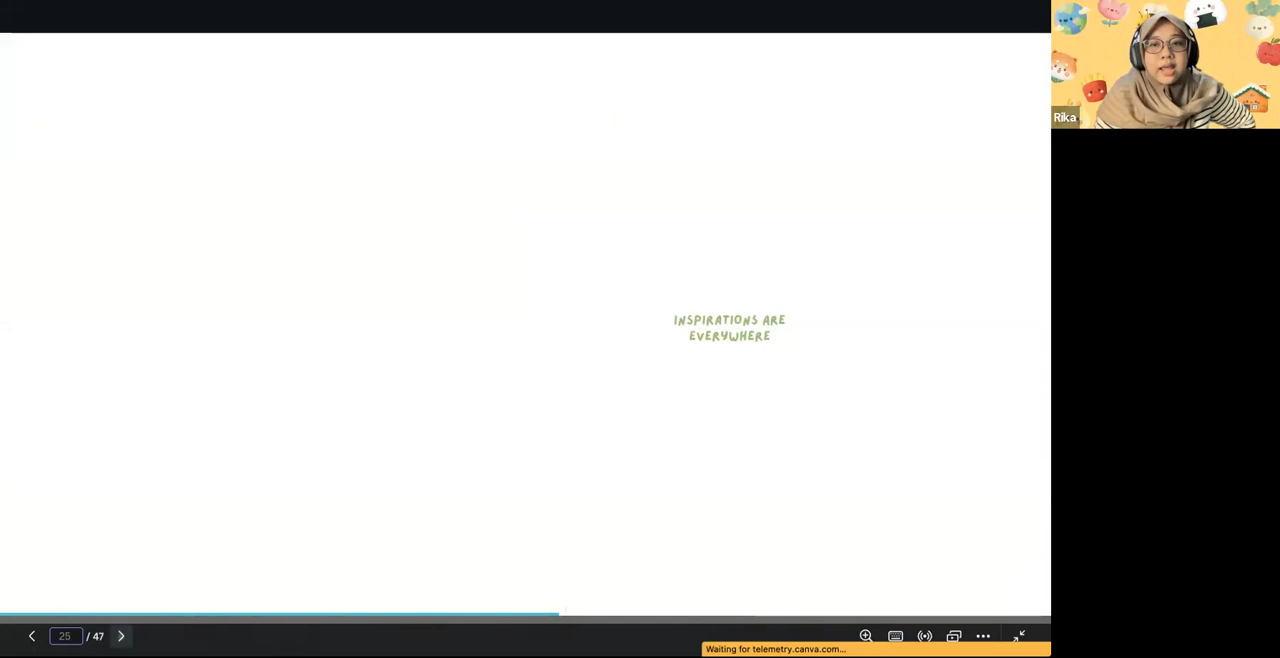 Rika
INSPIRATIONS ARE
EVERYWHERE
25 / 47
Waiting for telemetry.canva.com...